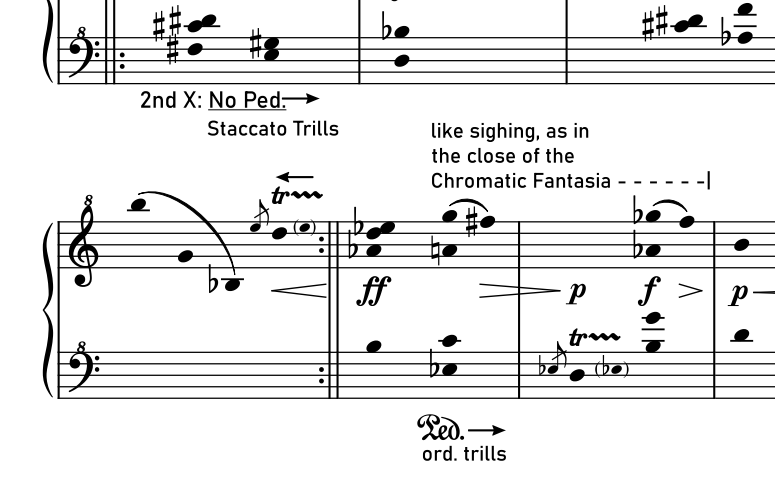 8
2nd X: No Ped.
Staccato Trills
like sighing, as in
the close of the
Chromatic Fantasia
8
tr
ff
p
f
p
8
tr
Ped.
ord. trills